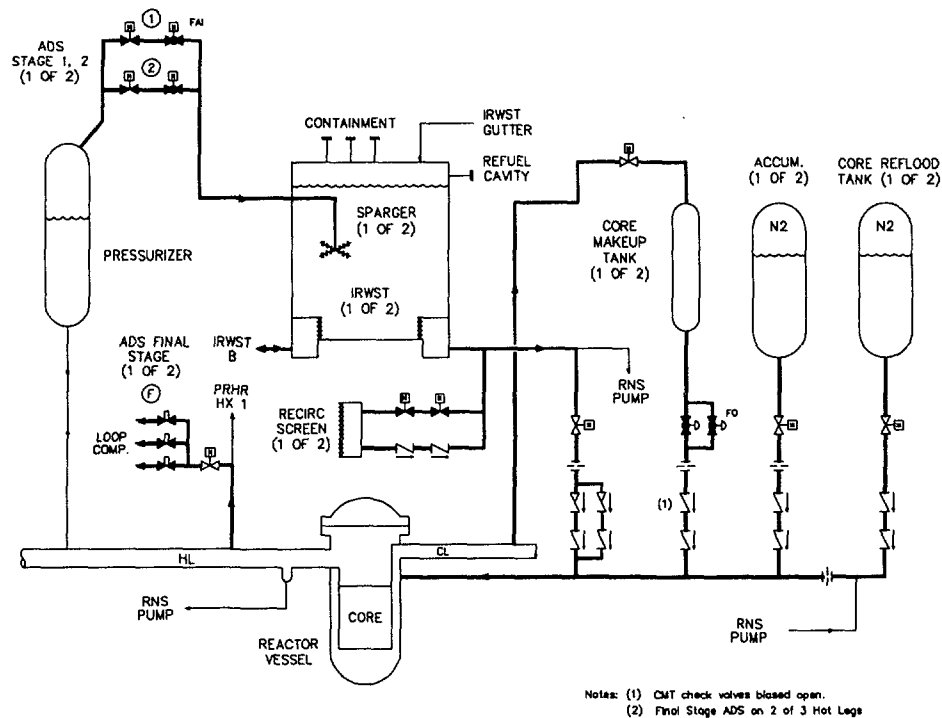 1
FAI
ADS
STAGE 1, 2
(1 OF 2)
2
CONTAINMENT
IRWST
GUTTER
REFUEL
CAVITY
M
ACCUM.
(1 OF 2)
CORE REFLOOD
TANK (1 OF 2)
SPARGER
(1 OF 2)
CORE
MAKEUP
TANK
(1 OF 2)
N2
N2
PRESSURIZER
IRWST
(1 OF 2)
ADS FINAL
STAGE
(1 OF 2)
F
IRWST
B
PRHR
HX 1
RECIRC
SCREEN
(1 OF 2)
M
RNS
PUMP
FO
M
M
M
LOOP
COMP.
M
(1)
HL
CL
CORE
RNS
PUMP
REACTOR
VESSEL
RNS
PUMP
Notes: (1) CMT check valves biased open.
(2) Final Stage ADS on 2 of 3 Hot Legs